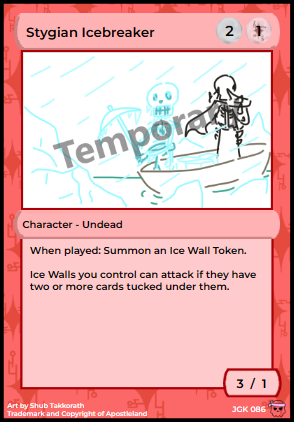 Stygian Icebreaker
2 1
Temporary
Character - Undead
When played: Summon an Ice Wall Token.
Ice Walls you control can attack if they have
two or more cards tucked under them.
3 / 1
Art by Shub Takkorath
Trademark and Copyright of Apostleland
JGK 086